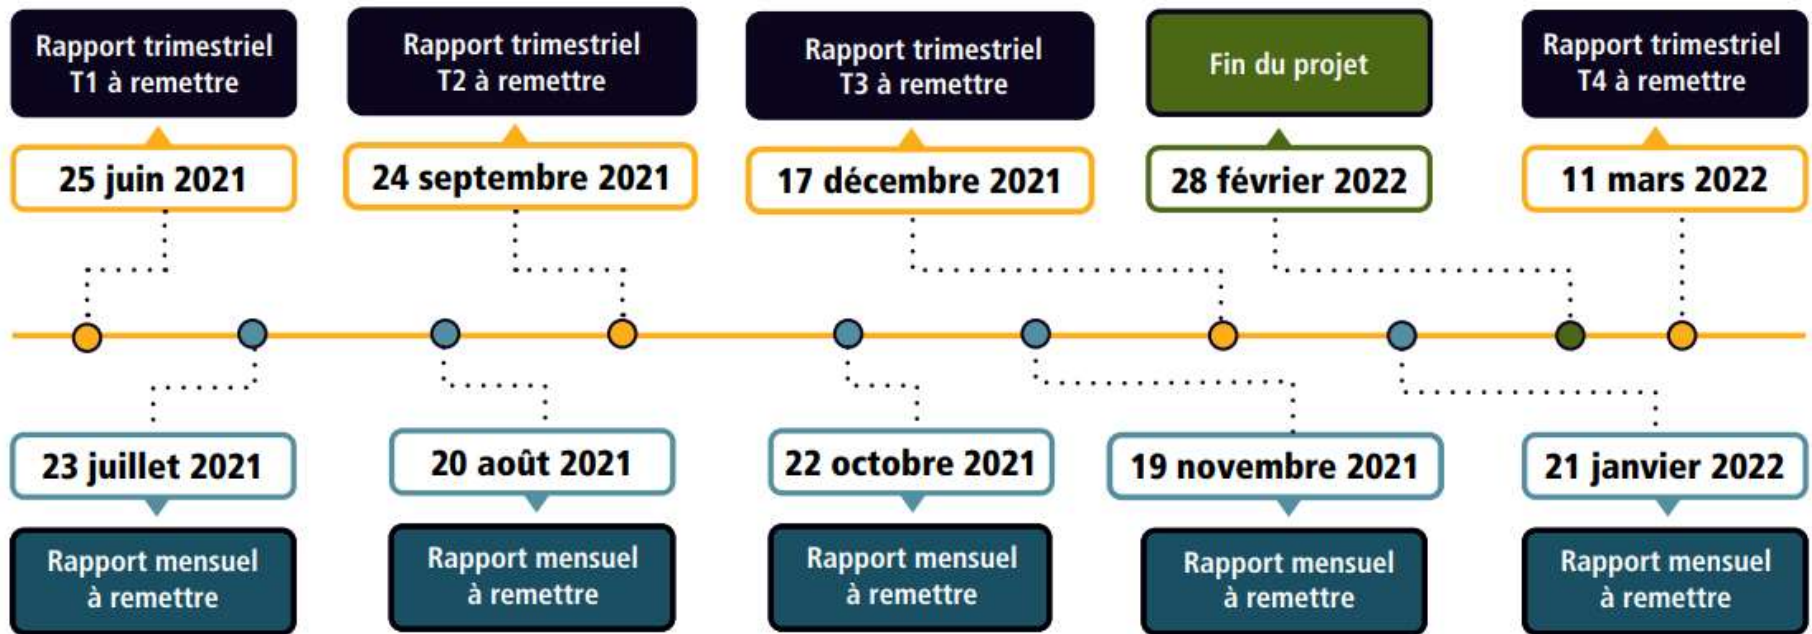 Rapport trimestriel
T1 à remettre
25 juin 2021
Rapport trimestriel
T2 à remettre
24 septembre 2021
Rapport trimestriel
T3 à remettre
17 décembre 2021
Fin du projet
28 février 2022
Rapport trimestriel
T4 à remettre
11 mars 2022
23 juillet 2021
Rapport mensuel
à remettre
20 août 2021
Rapport mensuel
à remettre
22 octobre 2021
Rapport mensuel
à remettre
19 novembre 2021
Rapport mensuel
à remettre
21 janvier 2022
Rapport mensuel
à remettre